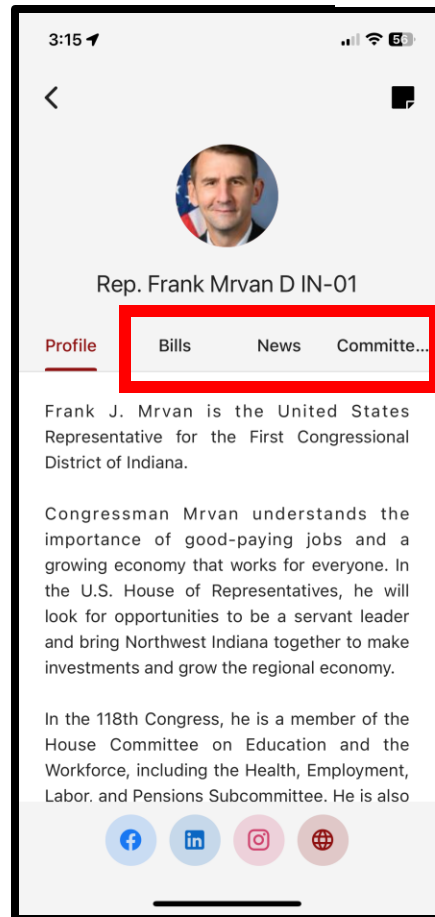 3:15
56
Rep. Frank Mrvan D IN-01
Profile Bills News Committe...
Frank J. Mrvan is the United States
Representative for the First Congressional
District of Indiana.
Congressman Mrvan understands the
importance of good-paying jobs and a
growing economy that works for everyone. In
the U.S. House of Representatives, he will
look for opportunities to be a servant leader
and bring Northwest Indiana together to make
investments and grow the regional economy.
In the 118th Congress, he is a member of the
House Committee on Education and the
Workforce, including the Health, Employment,
Labor, and Pensions Subcommittee. He is also